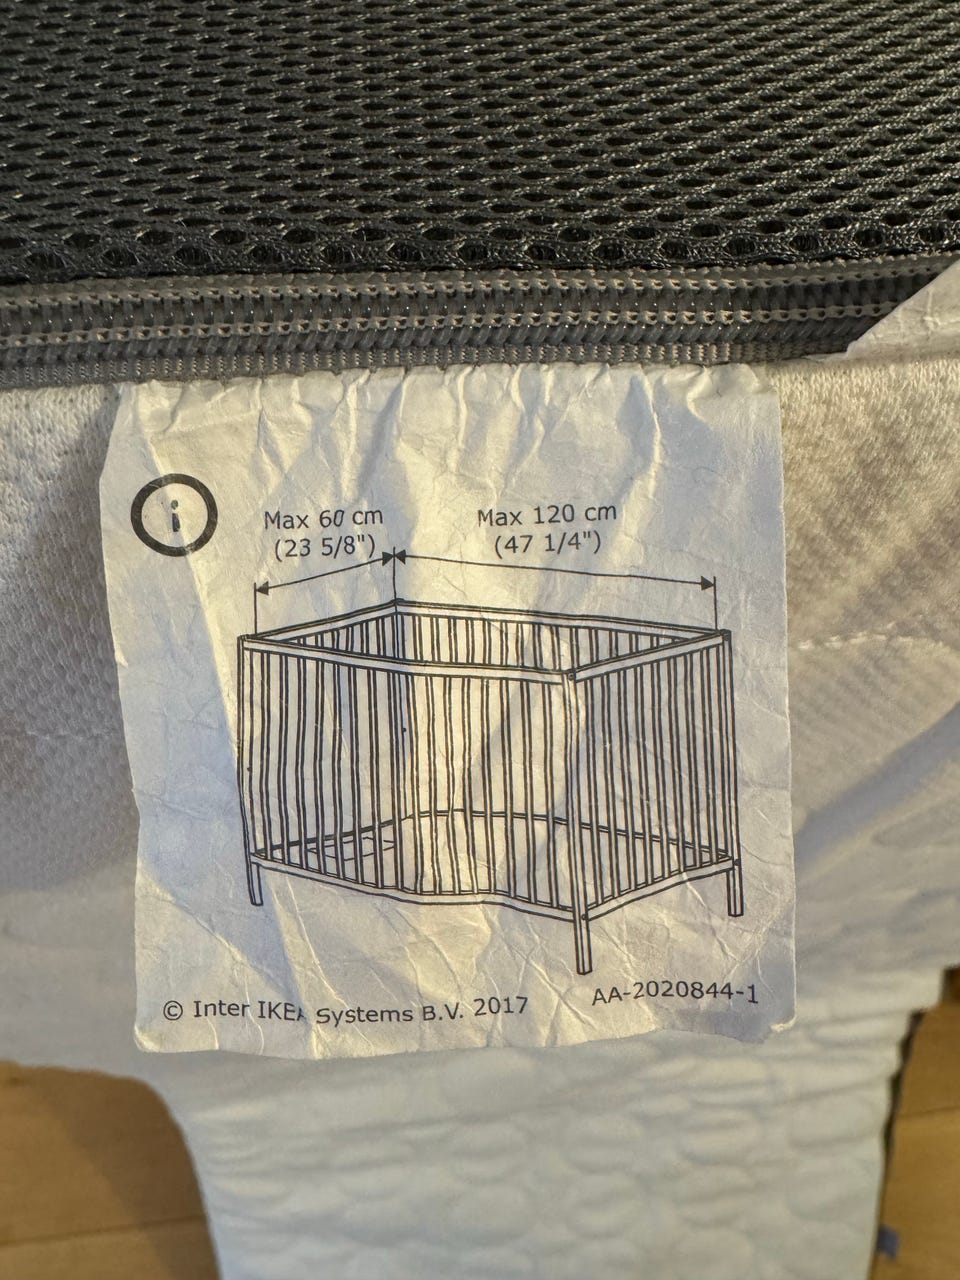 i
Max 60 cm
(23 5/8")
Max 120 cm
(47 1/4")
© Inter IKEA Systems B.V. 2017
AA-2020844-1